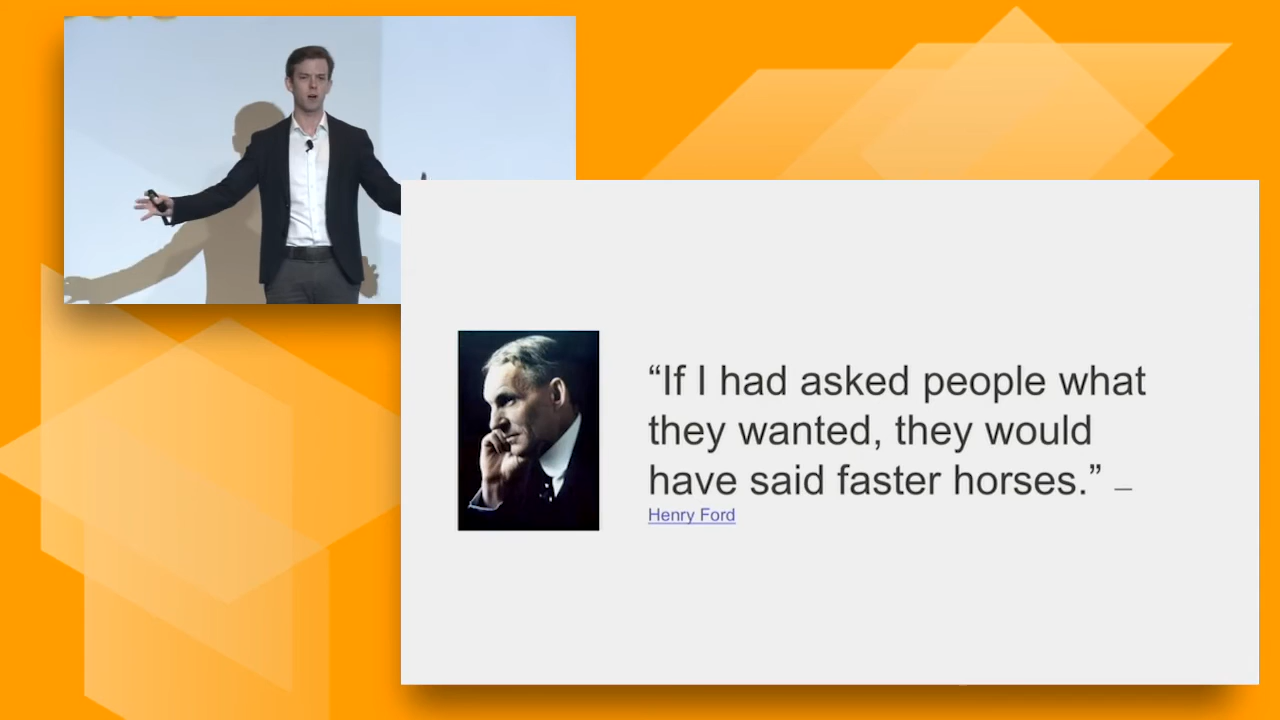 “If I had asked people what
they wanted, they would
have said faster horses.” —
Henry Ford